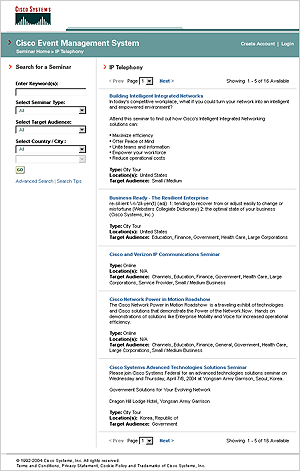 CISCO SYSTEMS
Cisco Event Management System
Seminar Home > IP Telephony
Create Account | Login
Search for a Seminar
Enter Keyword(s):
Select Seminar Type:
All
Select Target Audience:
All
Select Country / City :
All
GO
Advanced Search | Search Tips
IP Telephony
< Prev Page 1 Next > Showing 1 - 5 of 16 Available
Building Intelligent Integrated Networks
In today's competitive workplace, what if you could turn your network into an intelligent
and empowered environment?
Attend this seminar to find out how Cisco's Intelligent Integrated Networking
solutions can:
• Maximize efficiency
• Offer Peace of Mind
• Unite teams and information
• Empower your workforce
• Reduce operational costs
Type: City Tour
Location(s): United States
Target Audience: Small / Medium
Business Ready - The Resilient Enterprise
(adj) 1: tending to recover from or adjust easily to change or
misfortune (Websters Collegiate Dictionary) 2: the optimal state of your business
(Cisco Systems, Inc.)
Type: City Tour
Location(s): United States
Target Audience: Education, Finance, Government, Health Care, Large Corporations
Cisco and Verizon IP Communications Seminar
Type: Online
Location(s): N/A
Target Audience: Channels, Education, Finance, Government, Health Care, Large
Corporations, Service Provider, Small / Medium Business
Cisco Network Power in Motion Roadshow
The Cisco Network Power in Motion Roadshow is a traveling exhibit of technologies
and Cisco solutions that demonstrate the Power of the Network.Now. Hands on
demonstrations of solutions like Enterprise Mobility and Voice for increased operational
efficiency.
Type: Online
Location(s): N/A
Target Audience: Channels, Education, Finance, General, Government, Health Care,
Large Corporations, Small / Medium Business
Cisco Systems Advanced Technologies Solutions Seminar
Please join Cisco Systems Federal for an advanced technologies solutions seminar on
Wednesday and Thursday, April 7/8, 2004 at Yongsan Army Garrison, Seoul, Korea.
Government Solutions for Your Evolving Network
Dragon Hill Lodge Hotel, Yongsan Army Garrison
Type: City Tour
Location(s): Korea, Republic of
Target Audience: Government
< Prev Page 1 Next > Showing 1 - 5 of 16 Available
© 1992-2004 Cisco Systems, Inc. All rights reserved.
Terms and Conditions, Privacy Statement, Cookie Policy and Trademarks of Cisco Systems, Inc.